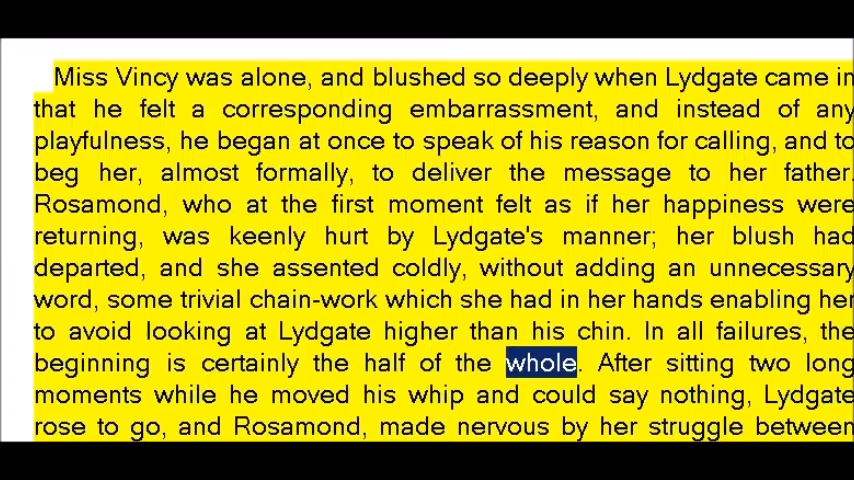 Miss Vincy was alone, and blushed so deeply when Lydgate came in
that he felt a corresponding embarrassment, and instead of any
playfulness, he began at once to speak of his reason for calling, and to
beg her, almost formally, to deliver the message to her father.
Rosamond, who at the first moment felt as if her happiness were
returning, was keenly hurt by Lydgate's manner; her blush had
departed, and she assented coldly, without adding an unnecessary
word, some trivial chain-work which she had in her hands enabling her
to avoid looking at Lydgate higher than his chin. In all failures, the
beginning is certainly the half of the whole. After sitting two long
moments while he moved his whip and could say nothing, Lydgate
rose to go, and Rosamond, made nervous by her struggle between